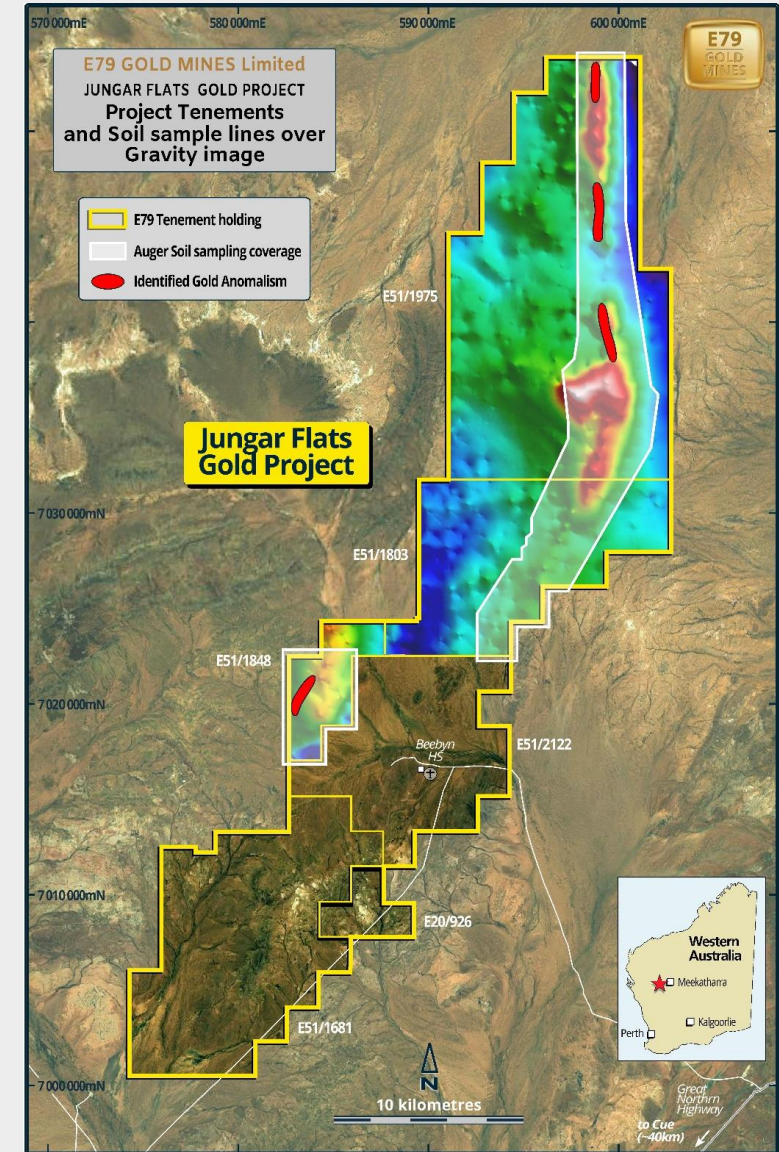 570 000mE
580 000mE
590 000mE
600 000mE
E79 GOLD MINES Limited
JUNGAR FLATS GOLD PROJECT
Project Tenements
and Soil sample lines over
Gravity image
E79
GOLD
MINES
E79 Tenement holding
Auger Soil sampling coverage
Identified Gold Anomalism
E51/1975
Jungar Flats
Gold Project
7 030 000mN
E51/1803
E51/1848
7 020 000mN
E51/2122
Beebyn
HS
7 010 000mN
E20/926
Western
Australia
Meekatharra
Kalgoorlie
Perth
E51/1681
7 000 000mN
N
10 kilometres
Great
Northrn
Highway
to Cue
(~40km)